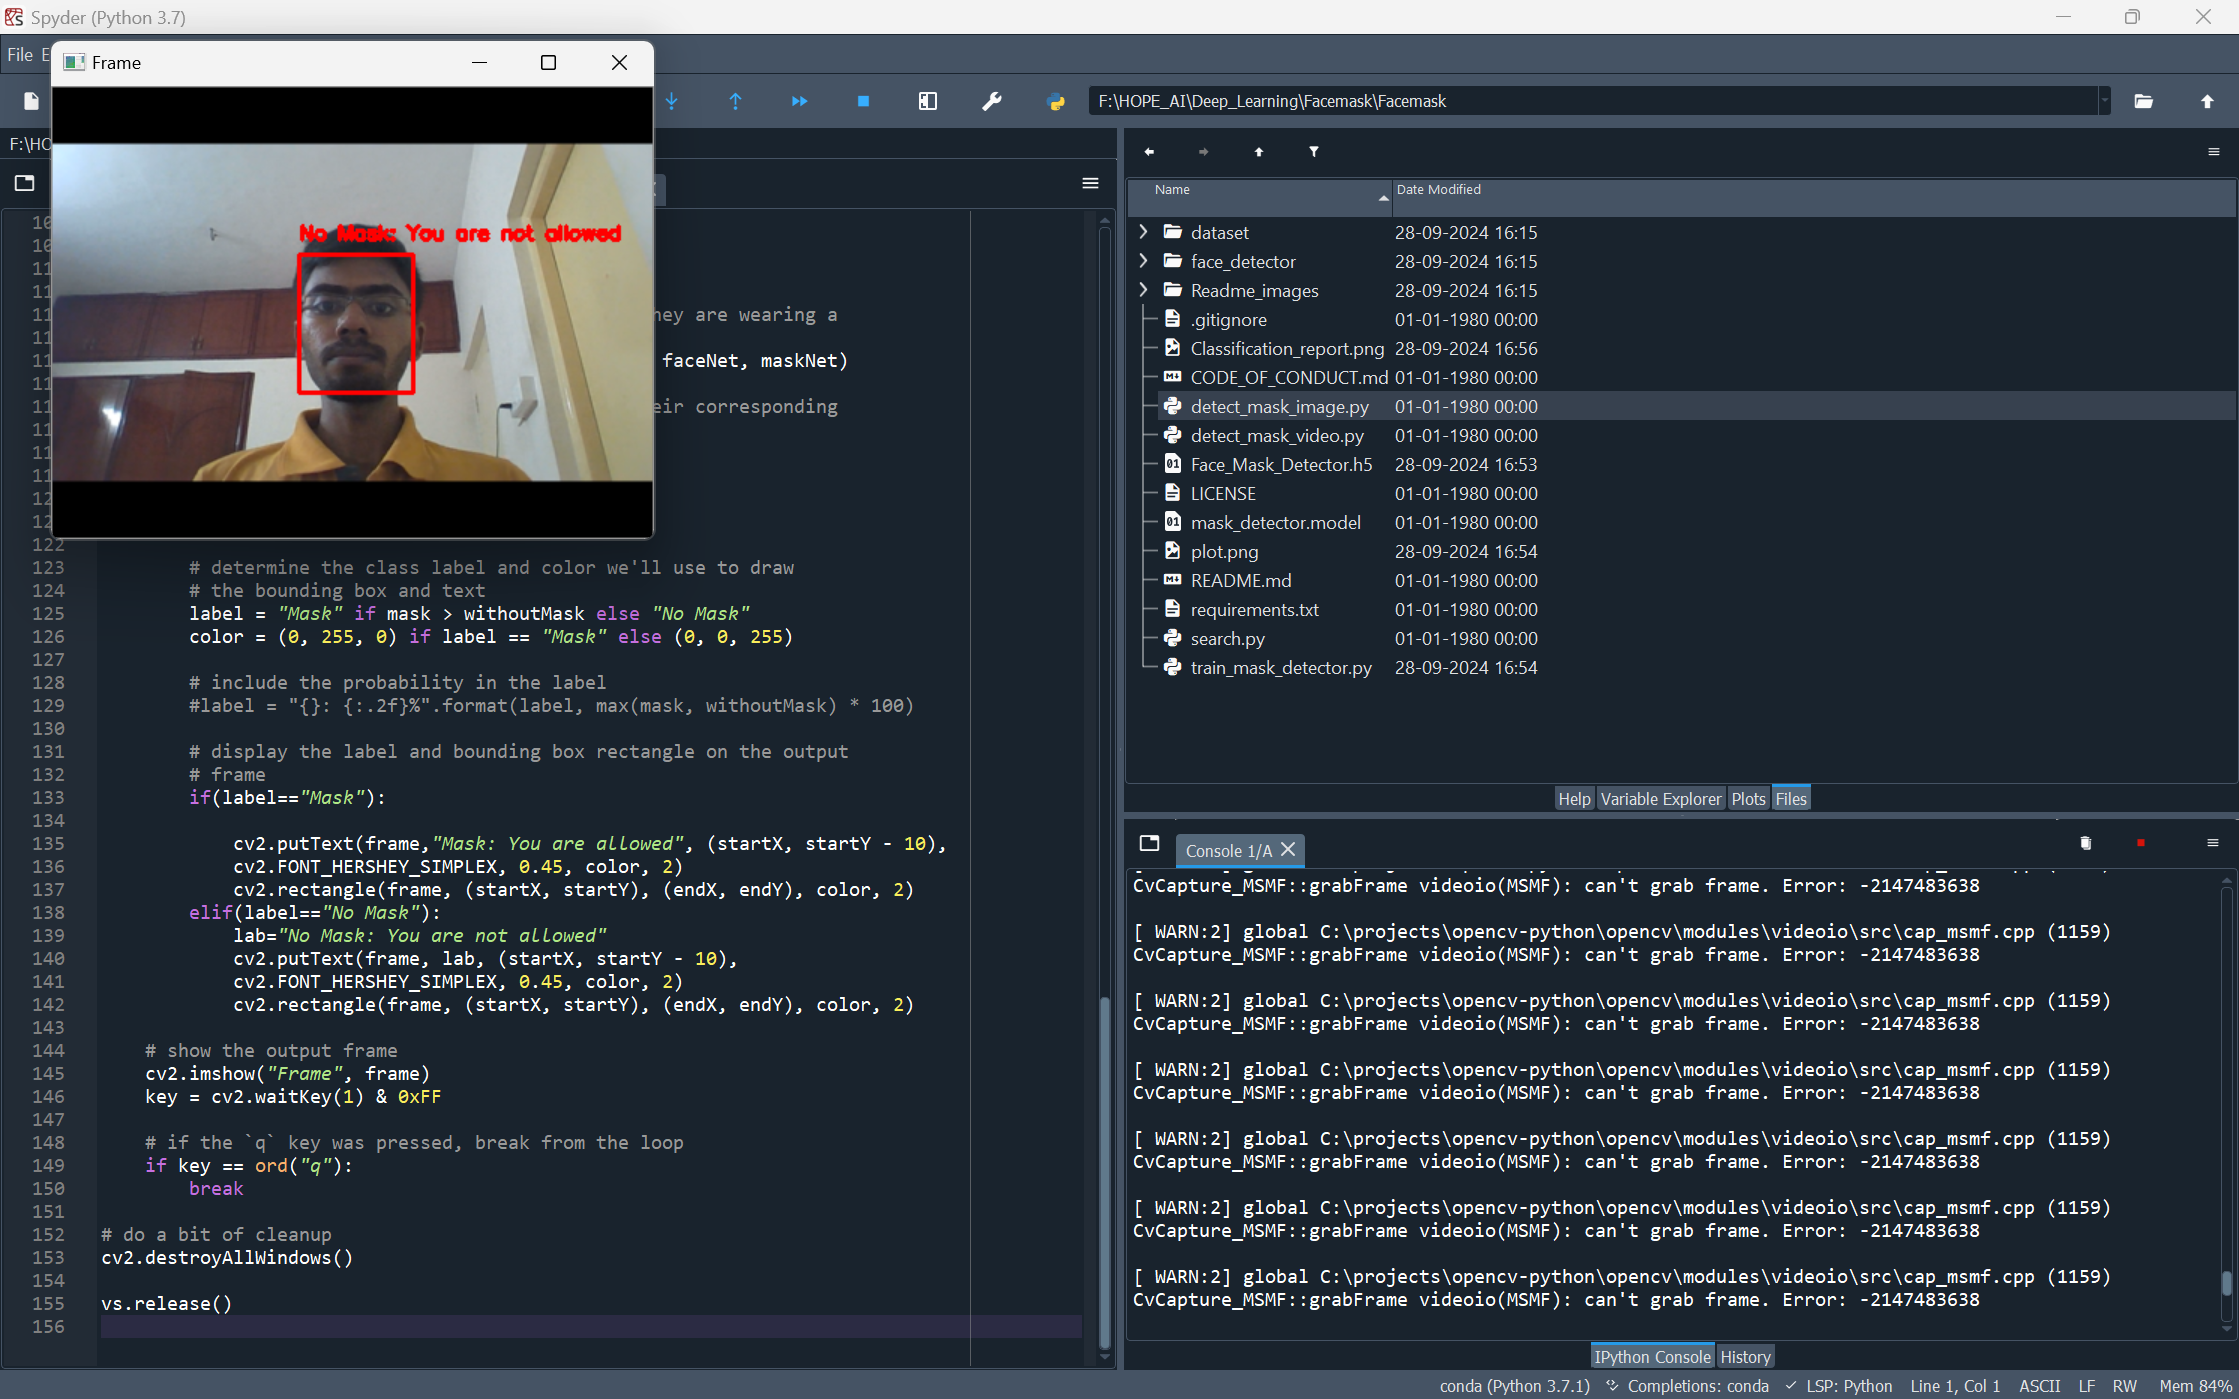 Spyder (Python 3.7)
File
Frame
F:\HOPE_AI\Deep_Learning\Facemask\Facemask
No Mask: You are not allowed
hey are wearing a
faceNet, maskNet)
eir corresponding
122
123 # determine the class label and color we'll use to draw
124 # the bounding box and text
125 label = "Mask" if mask > withoutMask else "No Mask"
126 color = (0, 255, 0) if label == "Mask" else (0, 0, 255)
127
128 # include the probability in the label
129 #label = "{}: {:.2f}%".format(label, max(mask, withoutMask) * 100)
130
131 # display the label and bounding box rectangle on the output
132 # frame
133 if(label=="Mask"):
134
135 cv2.putText(frame,"Mask: You are allowed", (startX, startY - 10),
136 cv2.FONT_HERSHEY_SIMPLEX, 0.45, color, 2)
137 cv2.rectangle(frame, (startX, startY), (endX, endY), color, 2)
138 elif(label=="No Mask"):
139 lab="No Mask: You are not allowed"
140 cv2.putText(frame, lab, (startX, startY - 10),
141 cv2.FONT_HERSHEY_SIMPLEX, 0.45, color, 2)
142 cv2.rectangle(frame, (startX, startY), (endX, endY), color, 2)
143
144 # show the output frame
145 cv2.imshow("Frame", frame)
146 key = cv2.waitKey(1) & 0xFF
147
148 # if the `q` key was pressed, break from the loop
149 if key == ord("q"):
150 break
151
152 # do a bit of cleanup
153 cv2.destroyAllWindows()
154
155 vs.release()
156
Name Date Modified
dataset 28-09-2024 16:15
face_detector 28-09-2024 16:15
Readme_images 28-09-2024 16:15
.gitignore 01-01-1980 00:00
Classification_report.png 28-09-2024 16:56
CODE_OF_CONDUCT.md 01-01-1980 00:00
detect_mask_image.py 01-01-1980 00:00
detect_mask_video.py 01-01-1980 00:00
Face_Mask_Detector.h5 28-09-2024 16:53
LICENSE 01-01-1980 00:00
mask_detector.model 01-01-1980 00:00
plot.png 28-09-2024 16:54
README.md 01-01-1980 00:00
requirements.txt 01-01-1980 00:00
search.py 01-01-1980 00:00
train_mask_detector.py 28-09-2024 16:54
Help Variable Explorer Plots Files
Console 1/A
CvCapture_MSMF::grabFrame videoio(MSMF): can't grab frame. Error: -2147483638
[ WARN:2] global C:\projects\opencv-python\opencv\modules\videoio\src\cap_msmf.cpp (1159)
CvCapture_MSMF::grabFrame videoio(MSMF): can't grab frame. Error: -2147483638
[ WARN:2] global C:\projects\opencv-python\opencv\modules\videoio\src\cap_msmf.cpp (1159)
CvCapture_MSMF::grabFrame videoio(MSMF): can't grab frame. Error: -2147483638
[ WARN:2] global C:\projects\opencv-python\opencv\modules\videoio\src\cap_msmf.cpp (1159)
CvCapture_MSMF::grabFrame videoio(MSMF): can't grab frame. Error: -2147483638
[ WARN:2] global C:\projects\opencv-python\opencv\modules\videoio\src\cap_msmf.cpp (1159)
CvCapture_MSMF::grabFrame videoio(MSMF): can't grab frame. Error: -2147483638
[ WARN:2] global C:\projects\opencv-python\opencv\modules\videoio\src\cap_msmf.cpp (1159)
CvCapture_MSMF::grabFrame videoio(MSMF): can't grab frame. Error: -2147483638
[ WARN:2] global C:\projects\opencv-python\opencv\modules\videoio\src\cap_msmf.cpp (1159)
CvCapture_MSMF::grabFrame videoio(MSMF): can't grab frame. Error: -2147483638
IPython Console History
conda (Python 3.7.1) Completions: conda LSP: Python Line 1, Col 1 ASCII LF RW Mem 84%